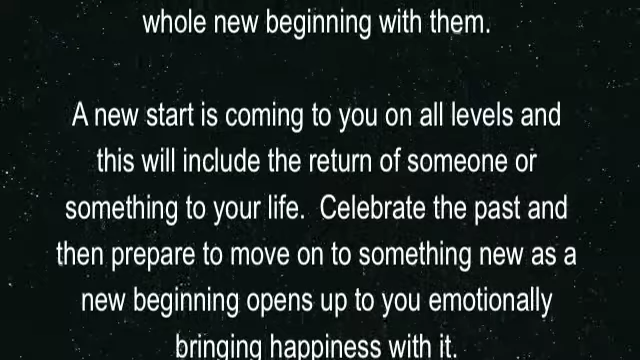 whole new beginning with them.
A new start is coming to you on all levels and
this will include the return of someone or
something to your life.  Celebrate the past and
then prepare to move on to something new as a
new beginning opens up to you emotionally
bringing happiness with it.